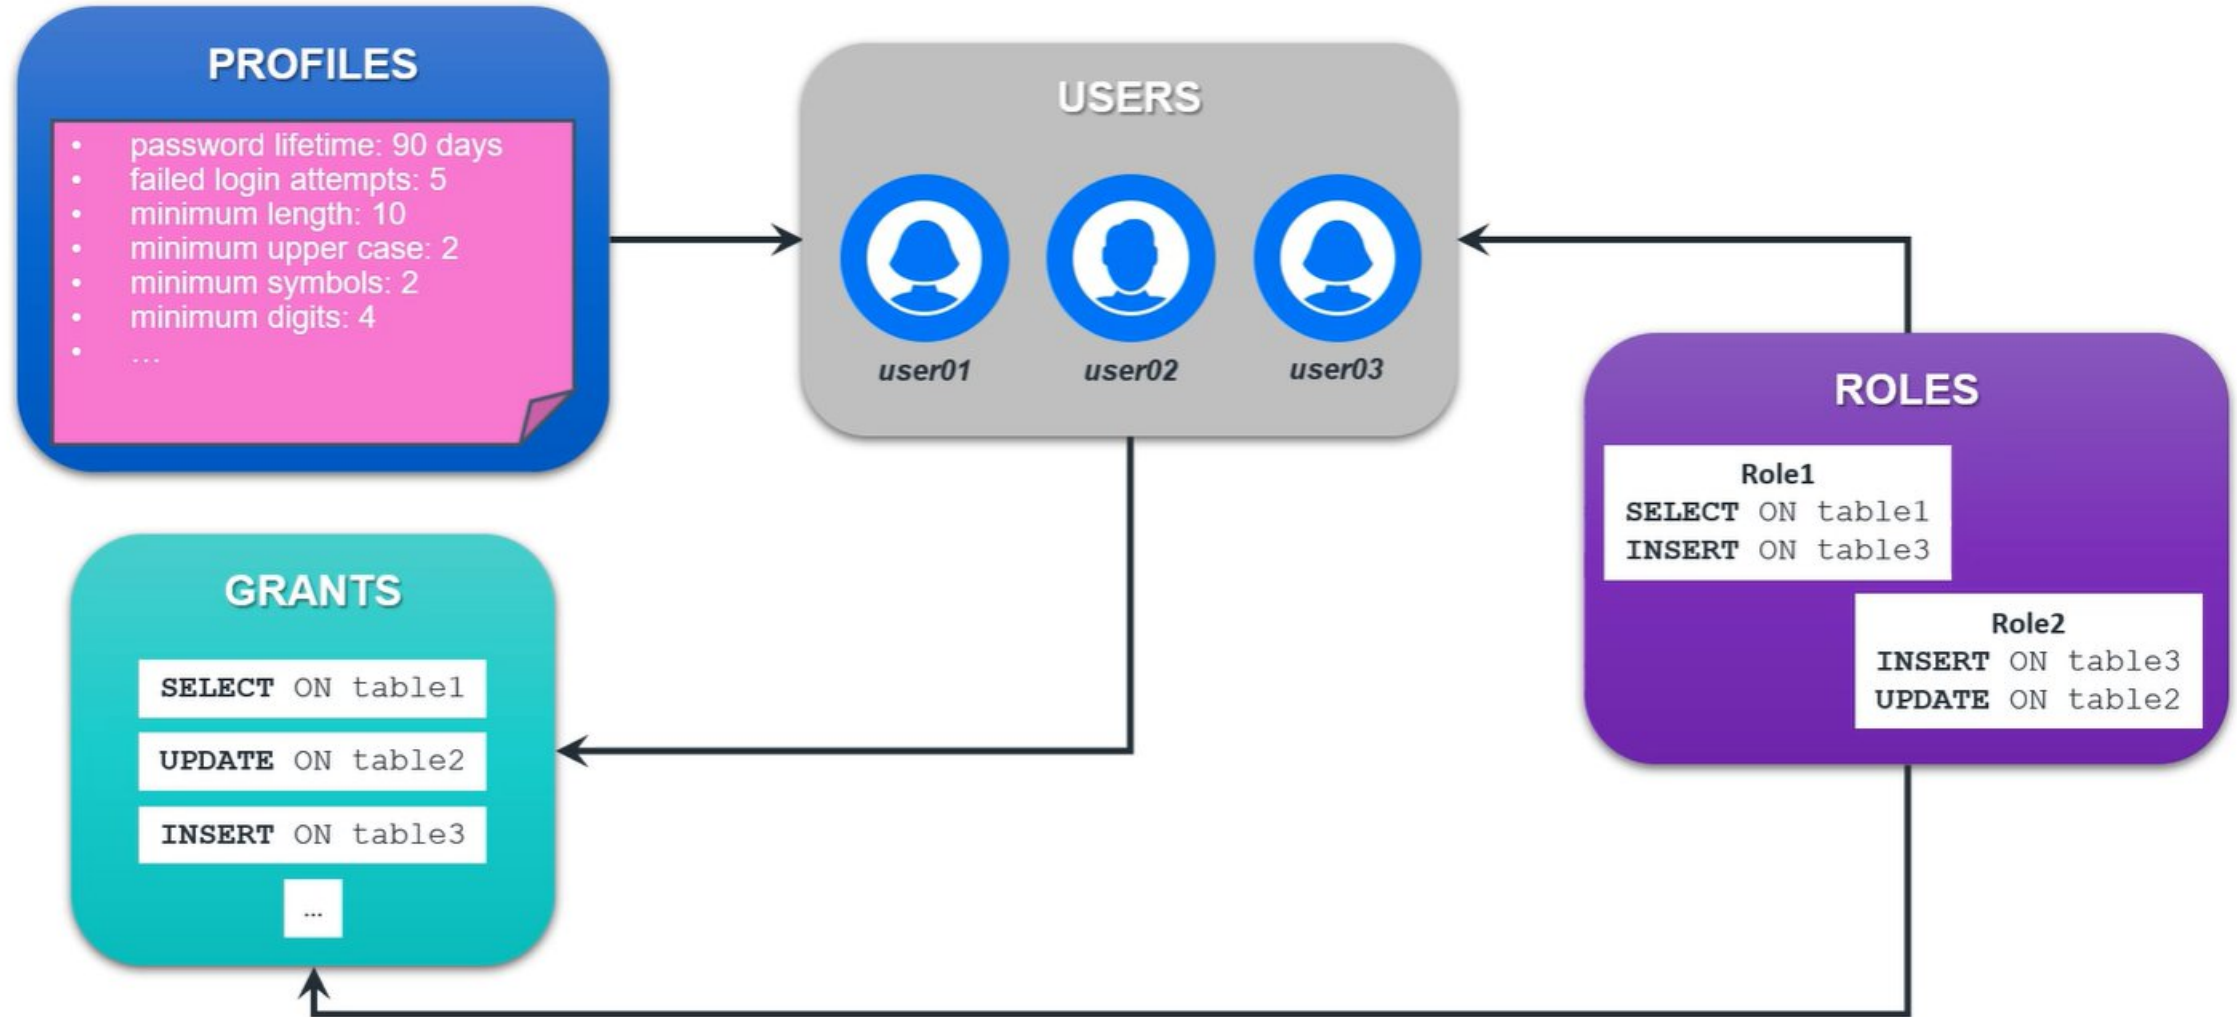 PROFILES
• password lifetime: 90 days
• failed login attempts: 5
• minimum length: 10
• minimum upper case: 2
• minimum symbols: 2
• minimum digits: 4
• ...
USERS
user01
user02
user03
ROLES
Role1
SELECT ON table1
INSERT ON table3
Role2
INSERT ON table3
UPDATE ON table2
GRANTS
SELECT ON table1
UPDATE ON table2
INSERT ON table3
...